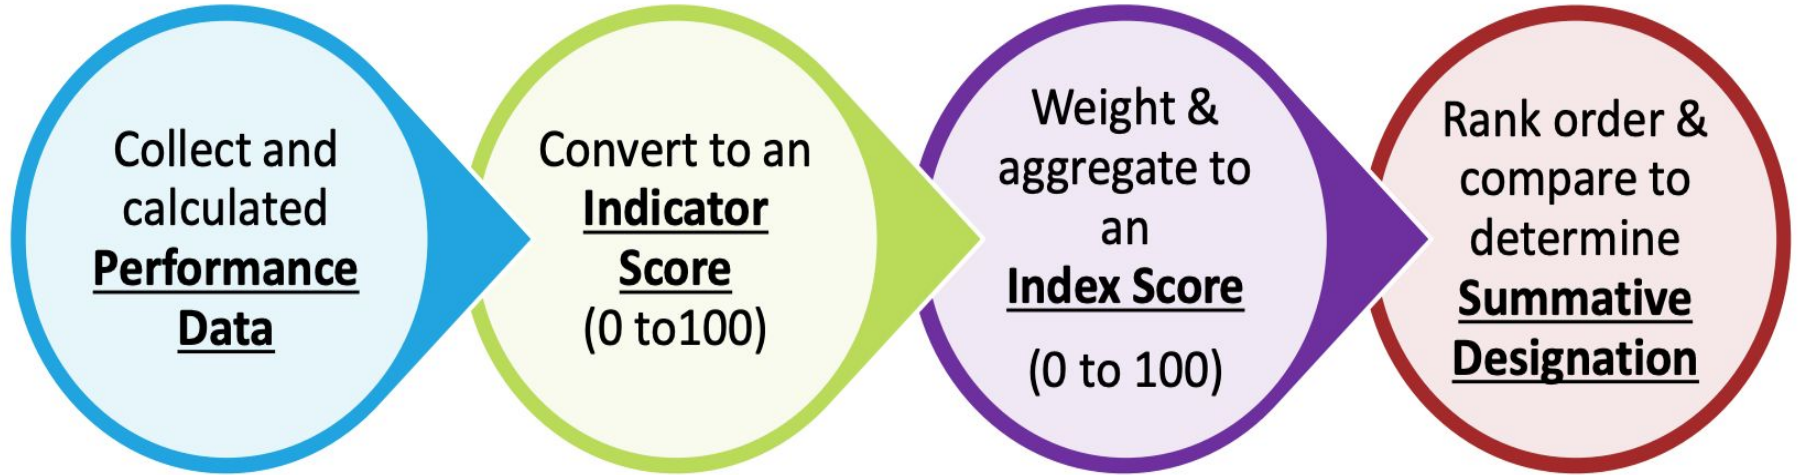 Collect and
calculated
Performance
Data
Convert to an
Indicator
Score
(0 to100)
Weight &
aggregate to
an
Index Score
(0 to 100)
Rank order &
compare to
determine
Summative
Designation